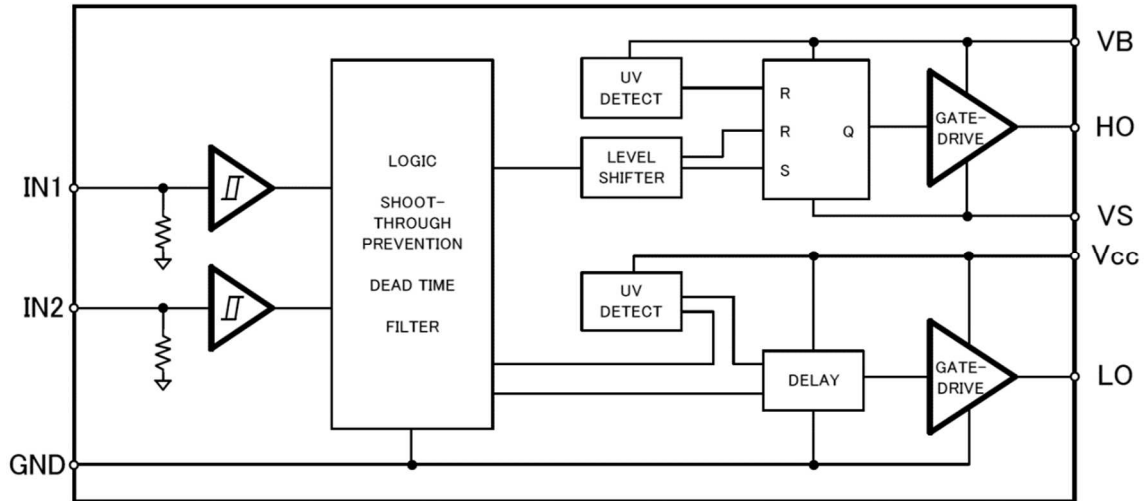 VB
UV
DETECT
R
R
S
Q
GATE-
DRIVE
HO
LEVEL
SHIFTER
LOGIC
SHOOT-
THROUGH
PREVENTION
DEAD TIME
FILTER
IN1
IN2
VS
Vcc
UV
DETECT
DELAY
GATE-
DRIVE
LO
GND